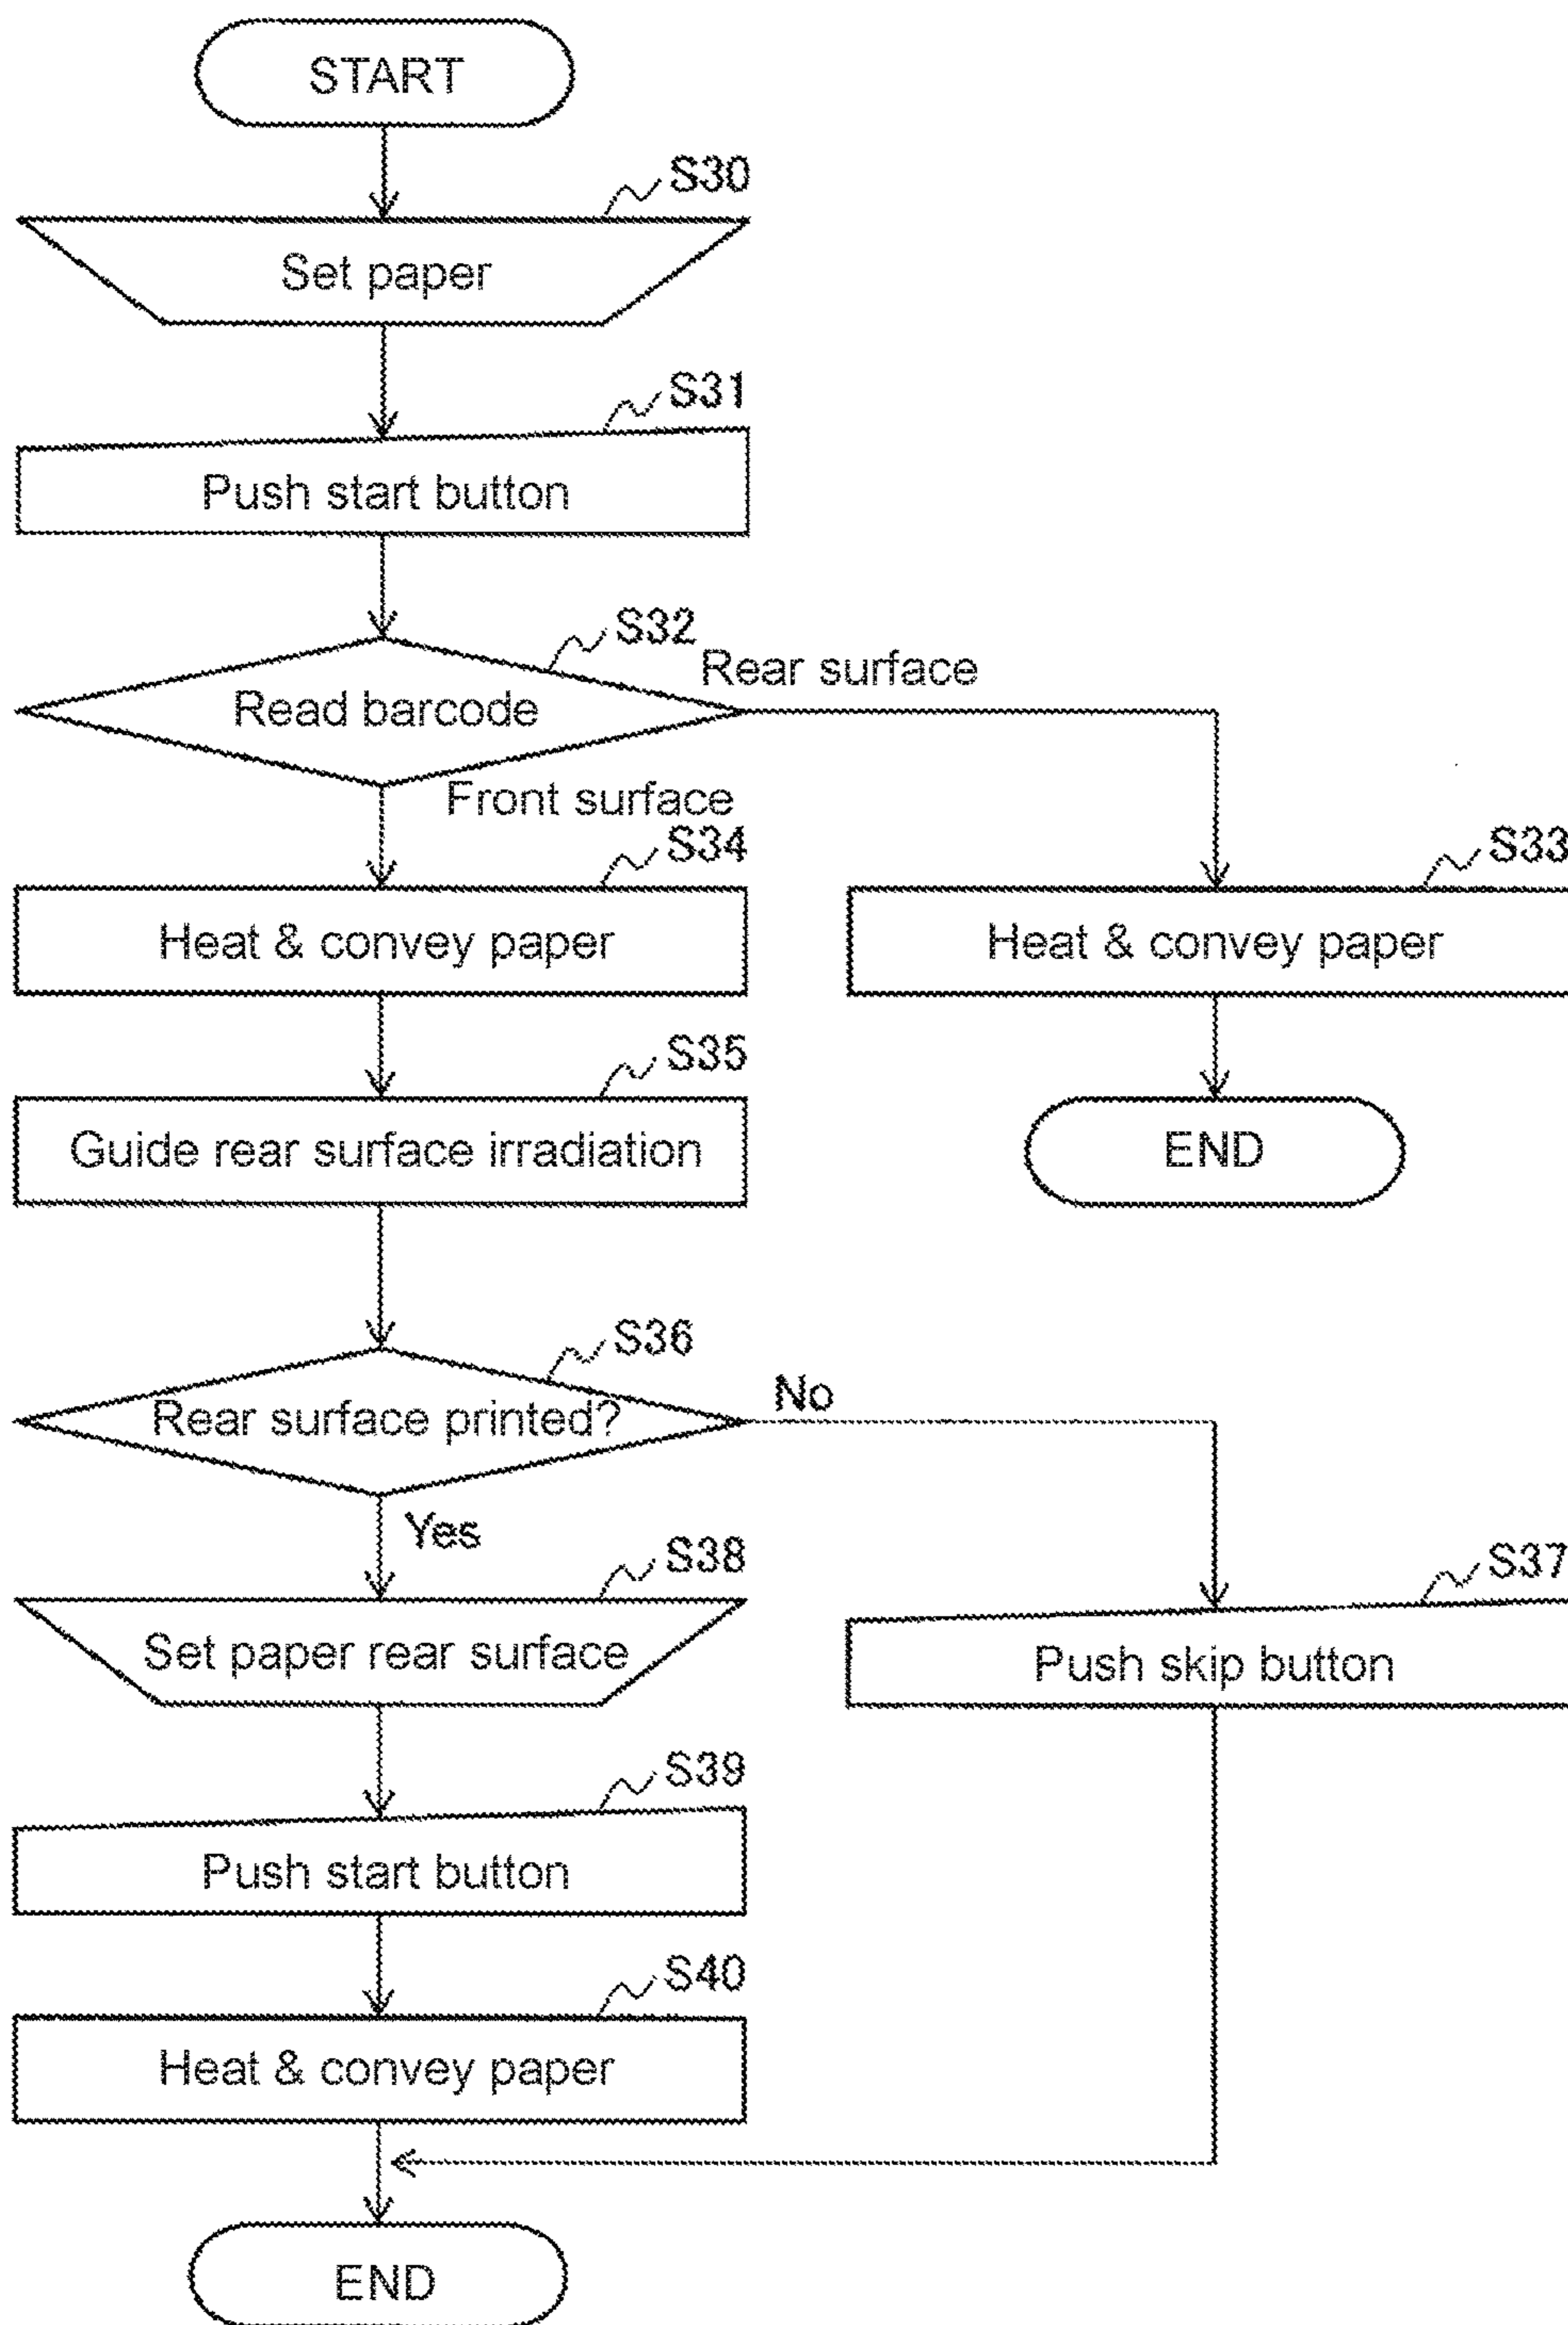 START
S30
Set paper
S31
Push start button
S32
Rear surface
Read barcode
Front surface
S34
S33
Heat & convey paper
Heat & convey paper
S35
Guide rear surface irradiation
END
S36
No
Rear surface printed?
Yes
S38
S37
Set paper rear surface
Push skip button
S39
Push start button
S40
Heat & convey paper
END